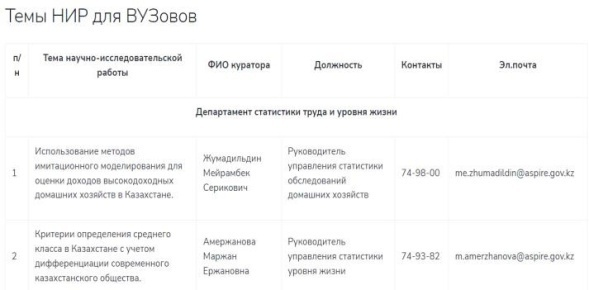 Темы НИР для ВУЗовов
п/н Тема научно-исследовательской работы ФИО куратора Должность Контакты Эл.почта
Департамент статистики труда и уровня жизни
1
Использование методов
имитационного моделирования для
оценки доходов высокодоходных
домашних хозяйств в Казахстане.
Жумадильдин
Мейрамбек
Серикович
Руководитель
управления статистики
обследований
домашних хозяйств
74-98-00
me.zhumadildin@aspire.gov.kz
2
Критерии определения среднего
класса в Казахстане с учетом
дифференциации современного
казахстанского общества.
Амержанова
Маржан
Ержановна
Руководитель
управления статистики
уровня жизни
74-93-82
m.amerzhanova@aspire.gov.kz